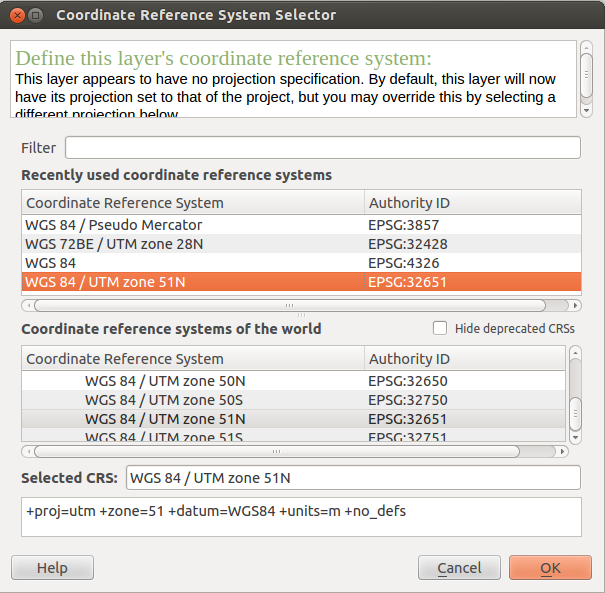 Coordinate Reference System Selector
Define this layer's coordinate reference system:
This layer appears to have no projection specification. By default, this layer will now
have its projection set to that of the project, but you may override this by selecting a
different projection below.
Filter
Recently used coordinate reference systems
Coordinate Reference System Authority ID
WGS 84 / Pseudo Mercator EPSG:3857
WGS 72BE / UTM zone 28N EPSG:32428
WGS 84 EPSG:4326
WGS 84 / UTM zone 51N EPSG:32651
Coordinate reference systems of the world Hide deprecated CRSs
Coordinate Reference System Authority ID
WGS 84 / UTM zone 50N EPSG:32650
WGS 84 / UTM zone 50S EPSG:32750
WGS 84 / UTM zone 51N EPSG:32651
WGS 84 / UTM zone 51S EPSG:32751
Selected CRS: WGS 84 / UTM zone 51N
+proj=utm +zone=51 +datum=WGS84 +units=m +no_defs
Help Cancel OK